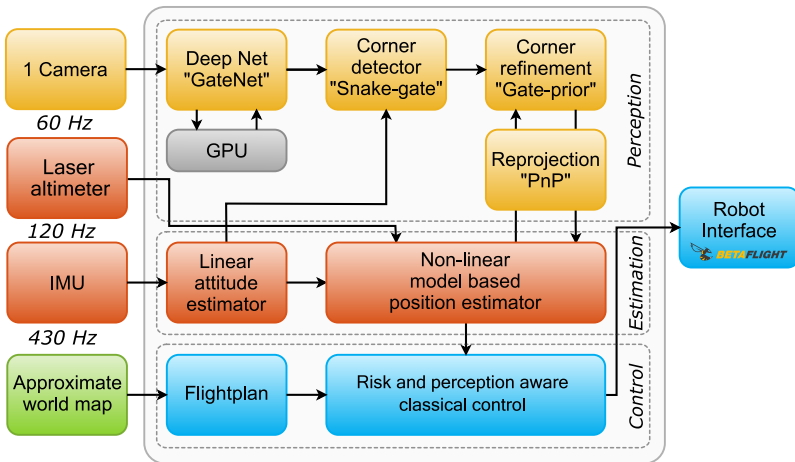 1 Camera
60 Hz
Laser
altimeter
120 Hz
IMU
430 Hz
Approximate
world map
Deep Net
"GateNet"
GPU
Corner
detector
"Snake-gate"
Corner
refinement
"Gate-prior"
Reprojection
"PnP"
Perception
Linear
attitude
estimator
Non-linear
model based
position estimator
Estimation
Flightplan
Risk and perception aware
classical control
Control
Robot
Interface
BETAFLIGHT